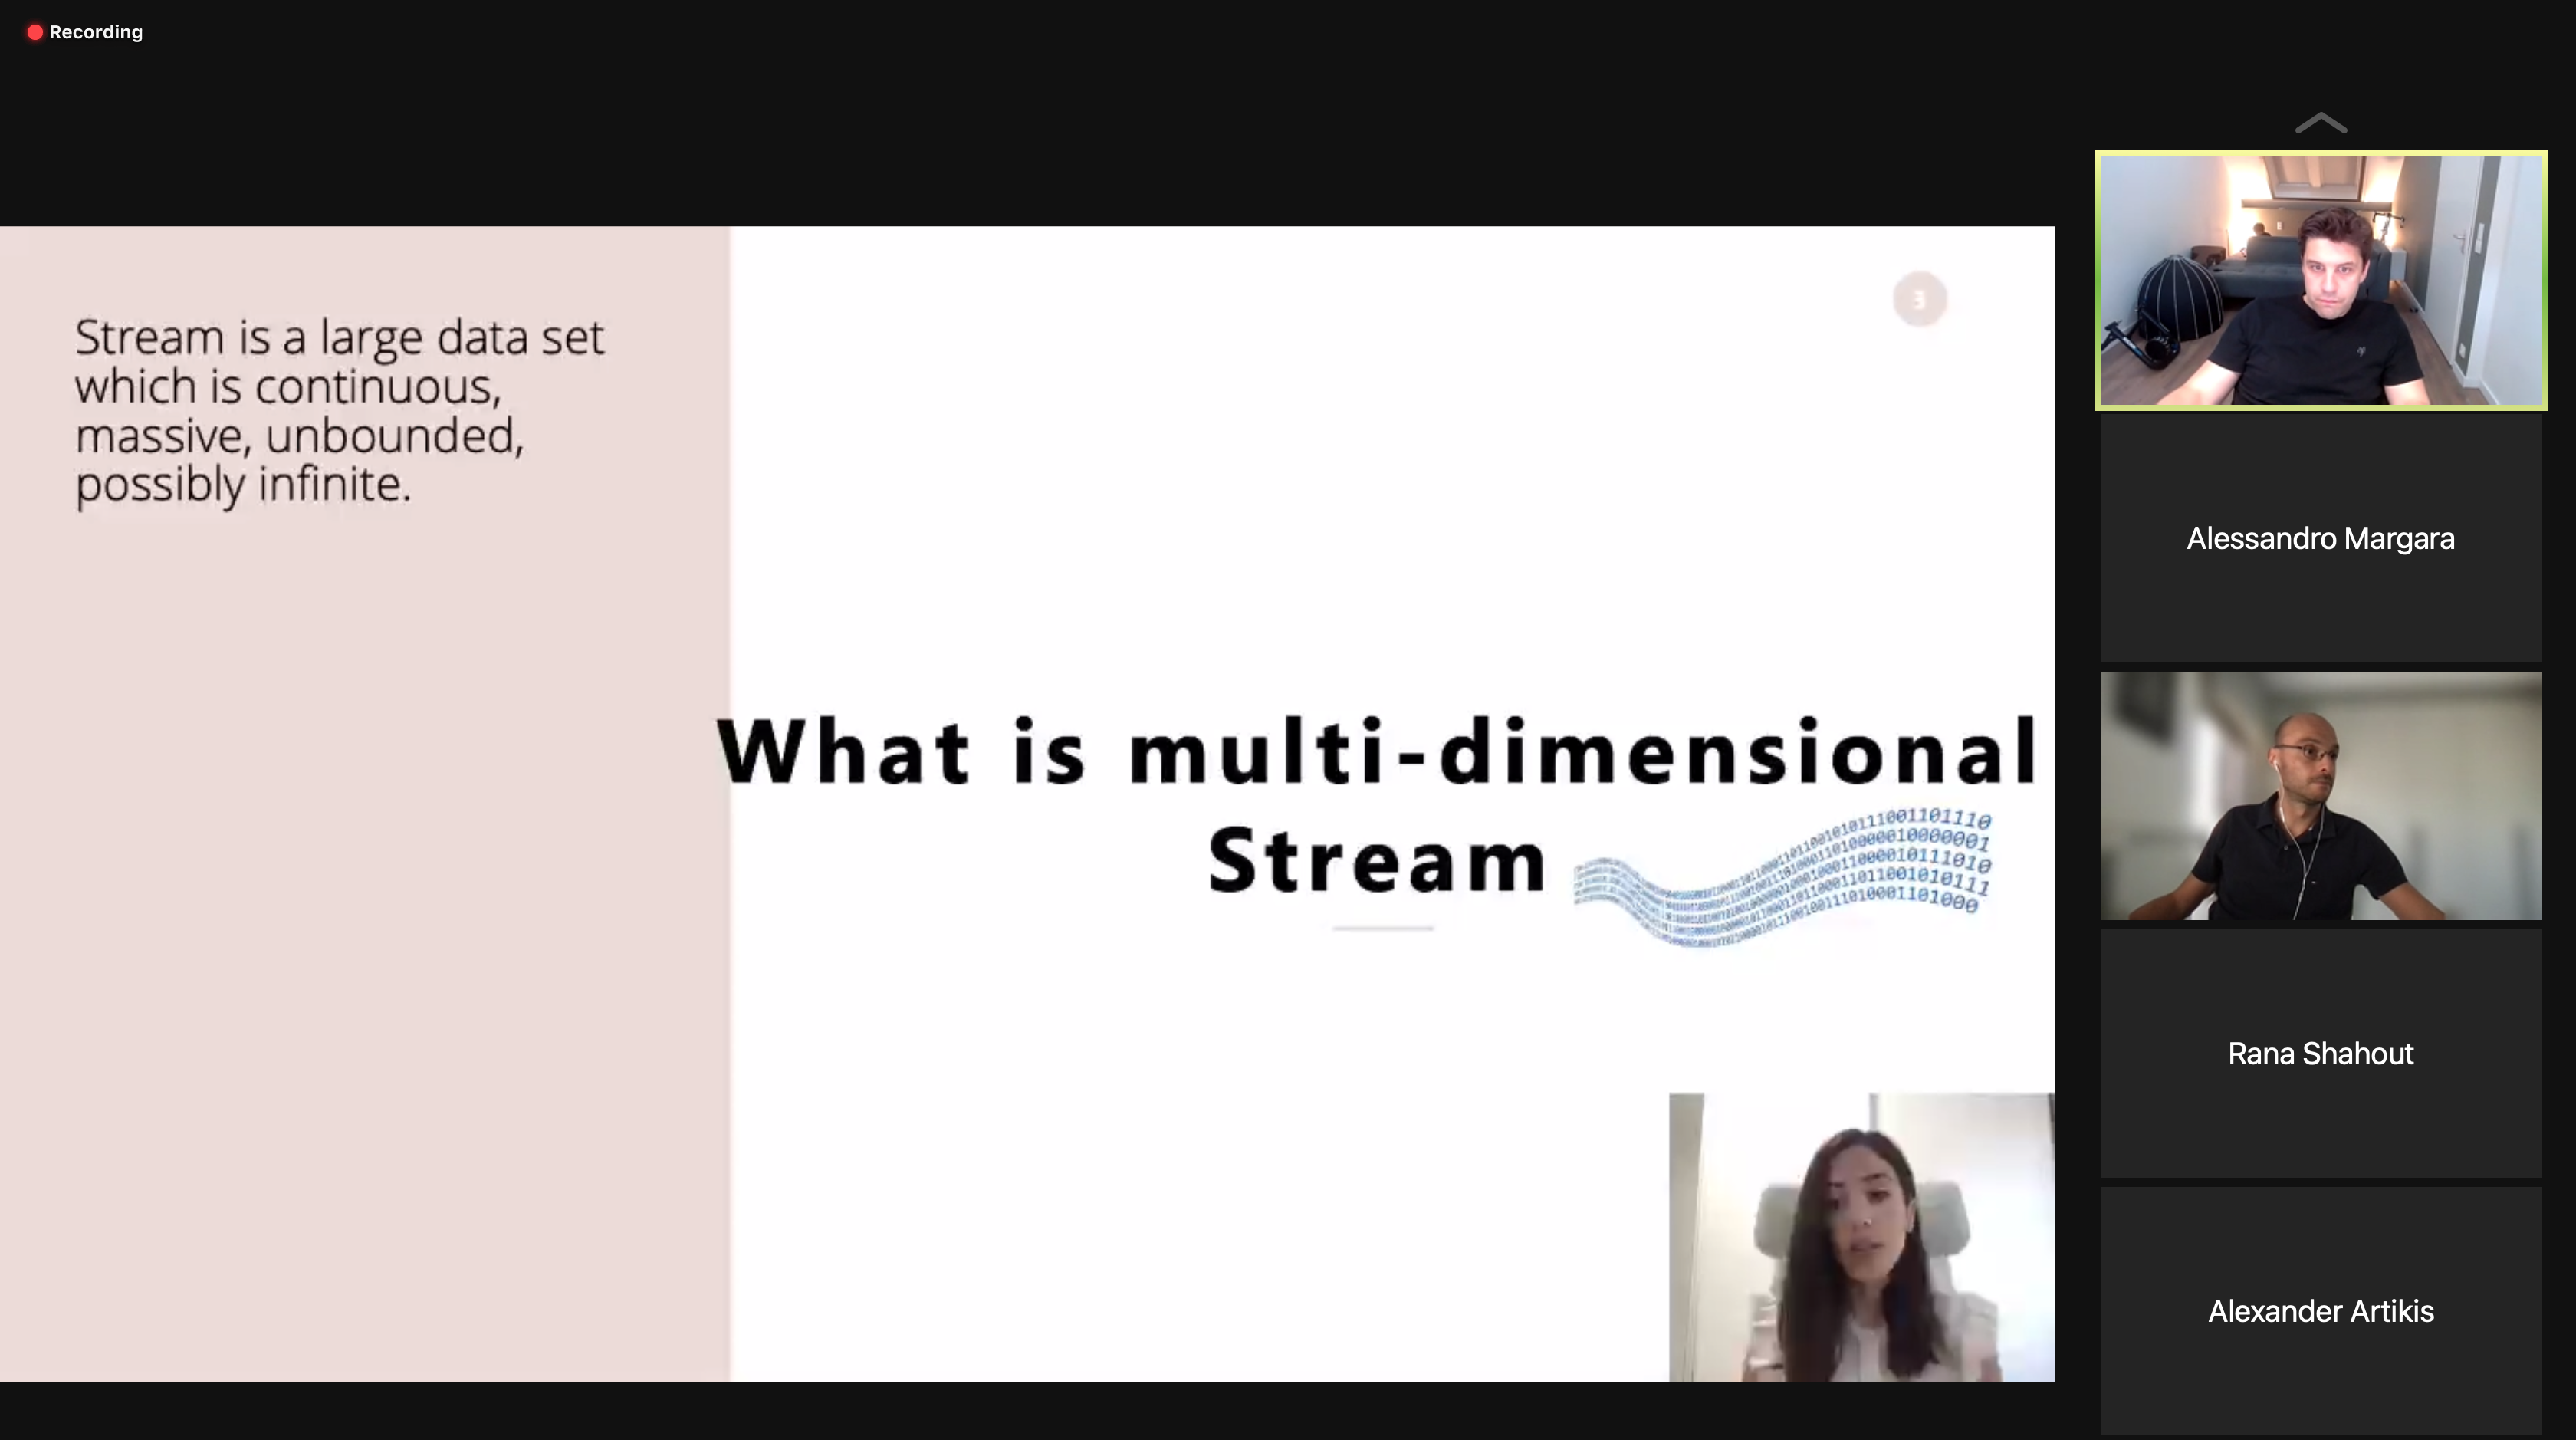 Recording
Stream is a large data set
which is continuous,
massive, unbounded,
possibly infinite.
3
What is multi-dimensional
Stream
Alessandro Margara
Rana Shahout
Alexander Artikis